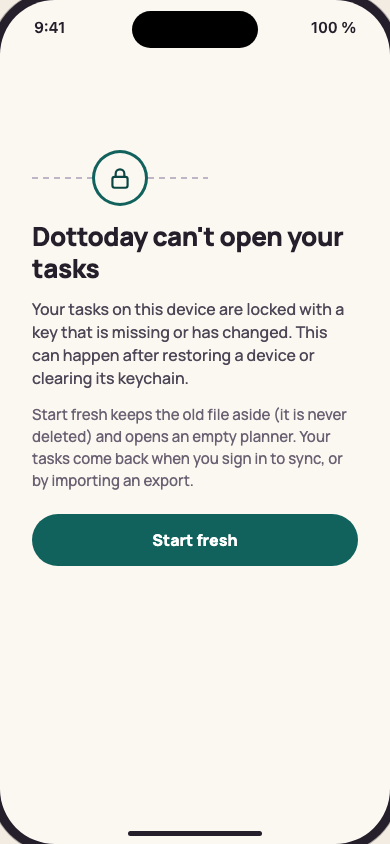 9:41
100 %
Dottoday can't open your
tasks
Your tasks on this device are locked with a
key that is missing or has changed. This
can happen after restoring a device or
clearing its keychain.
Start fresh keeps the old file aside (it is never
deleted) and opens an empty planner. Your
tasks come back when you sign in to sync, or
by importing an export.
Start fresh